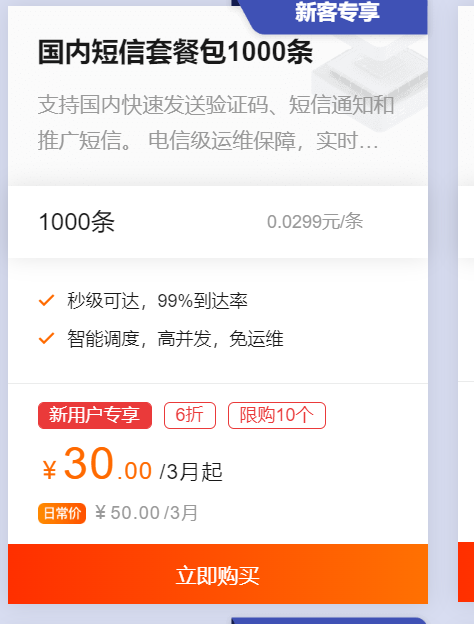 新客专享
国内短信套餐包1000条
支持国内快速发送验证码、短信通知和
推广短信。 电信级运维保障，实时…
1000条 0.0299元/条
秒级可达，99%到达率
智能调度，高并发，免运维
新用户专享 6折 限购10个
¥30.00 /3月起
日常价 ¥50.00/3月
立即购买